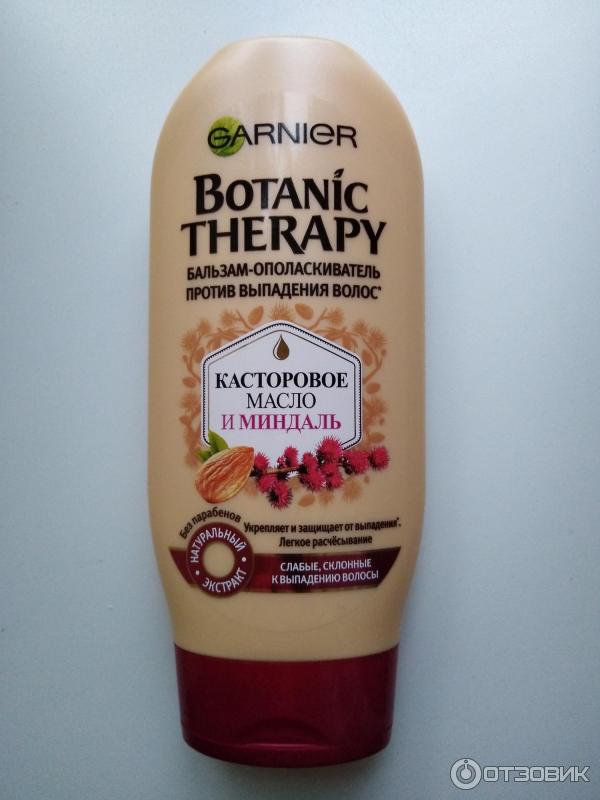 GARNIER
BOTANIC
THERAPY
БАЛЬЗАМ-ОПОЛАСКИВАТЕЛЬ
ПРОТИВ ВЫПАДЕНИЯ ВОЛОС*
КАСТОРОВОЕ
МАСЛО
И МИНДАЛЬ
Без парабенов
• НАТУРАЛЬНЫЙ •
ЭКСТРАКТ
Укрепляет и защищает от выпадения*.
Легкое расчёсывание
СЛАБЫЕ, СКЛОННЫЕ
К ВЫПАДЕНИЮ ВОЛОСЫ
ОТЗОВИК